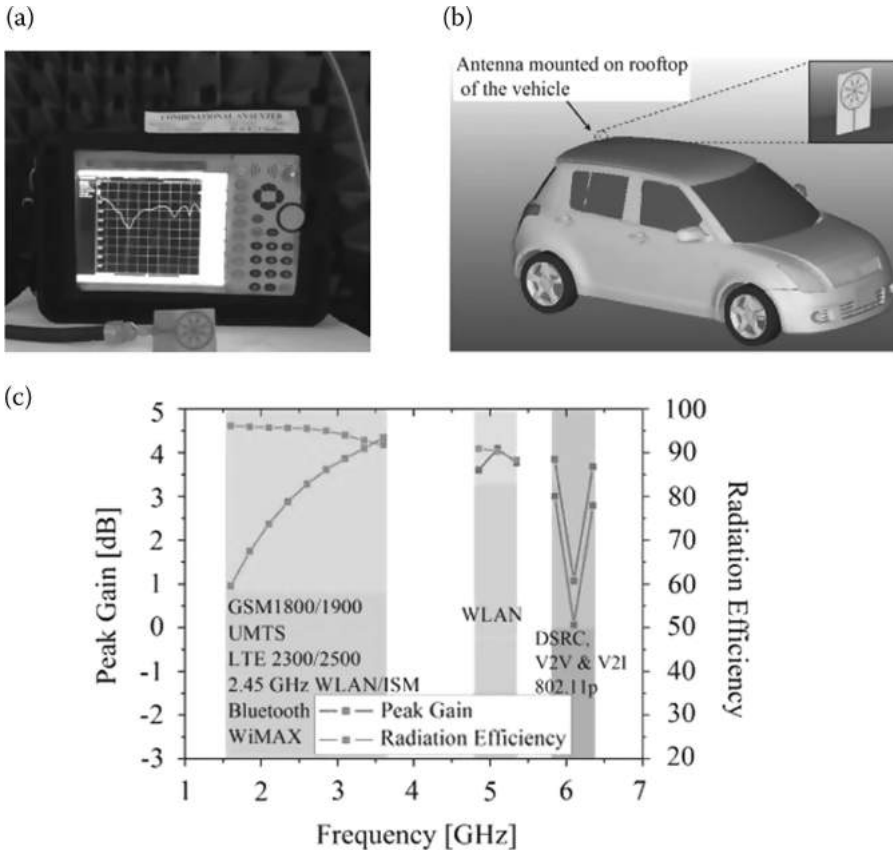 (a)
(b)
COMBINATIONAL ANALYZER
Antenna mounted on rooftop
of the vehicle
(c)
Peak Gain [dB]
5
4
3
2
1
0
-1
-2
-3
GSM1800/1900
UMTS
LTE 2300/2500
2.45 GHz WLAN/ISM
Bluetooth
WiMAX
WLAN
DSRC,
V2V & V2I
802.11p
Peak Gain
Radiation Efficiency
100
90
80
70
60
50
40
30
20
Radiation Efficiency
1 2 3 4 5 6 7
Frequency [GHz]